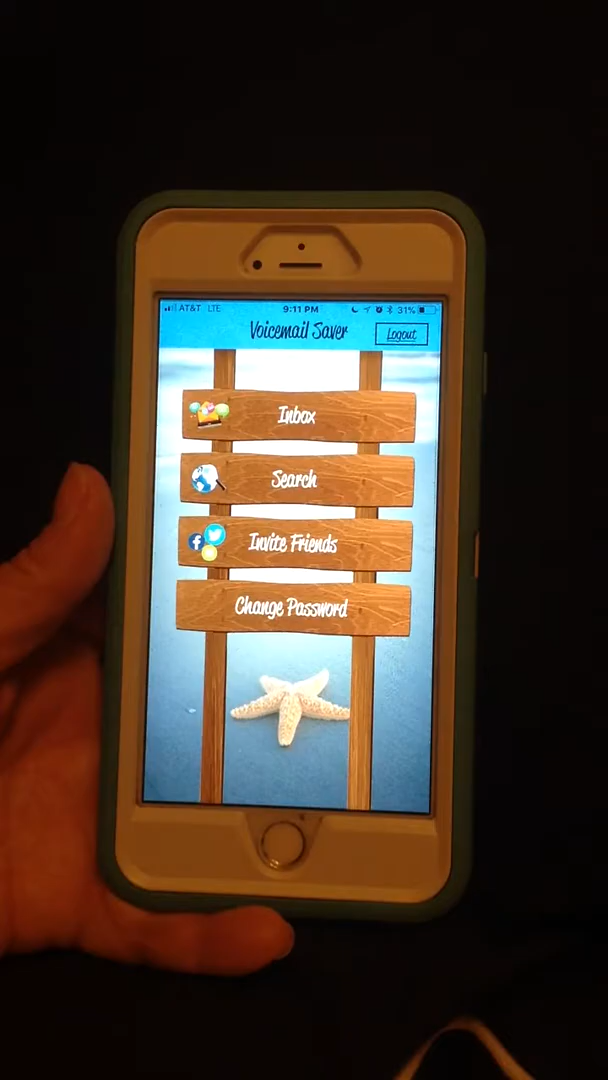 AT&T LTE 9:11 PM 31%
Voicemail Saver Logout
Inbox
Search
Invite Friends
Change Password